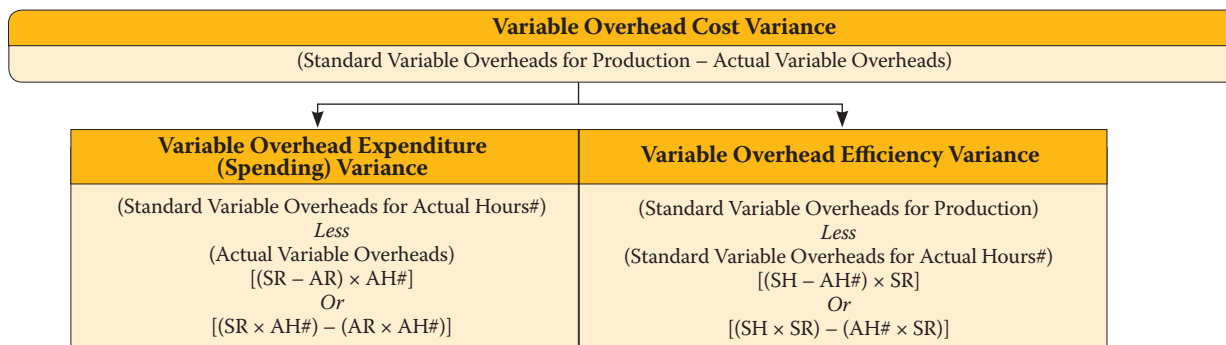 Variable Overhead Cost Variance
(Standard Variable Overheads for Production – Actual Variable Overheads)
Variable Overhead Expenditure
(Spending) Variance
(Standard Variable Overheads for Actual Hours#)
Less
(Actual Variable Overheads)
[(SR – AR) × AH#]
Or
[(SR × AH#) – (AR × AH#)]
Variable Overhead Efficiency Variance
(Standard Variable Overheads for Production)
Less
(Standard Variable Overheads for Actual Hours#)
[(SH – AH#) × SR]
Or
[(SH × SR) – (AH# × SR)]